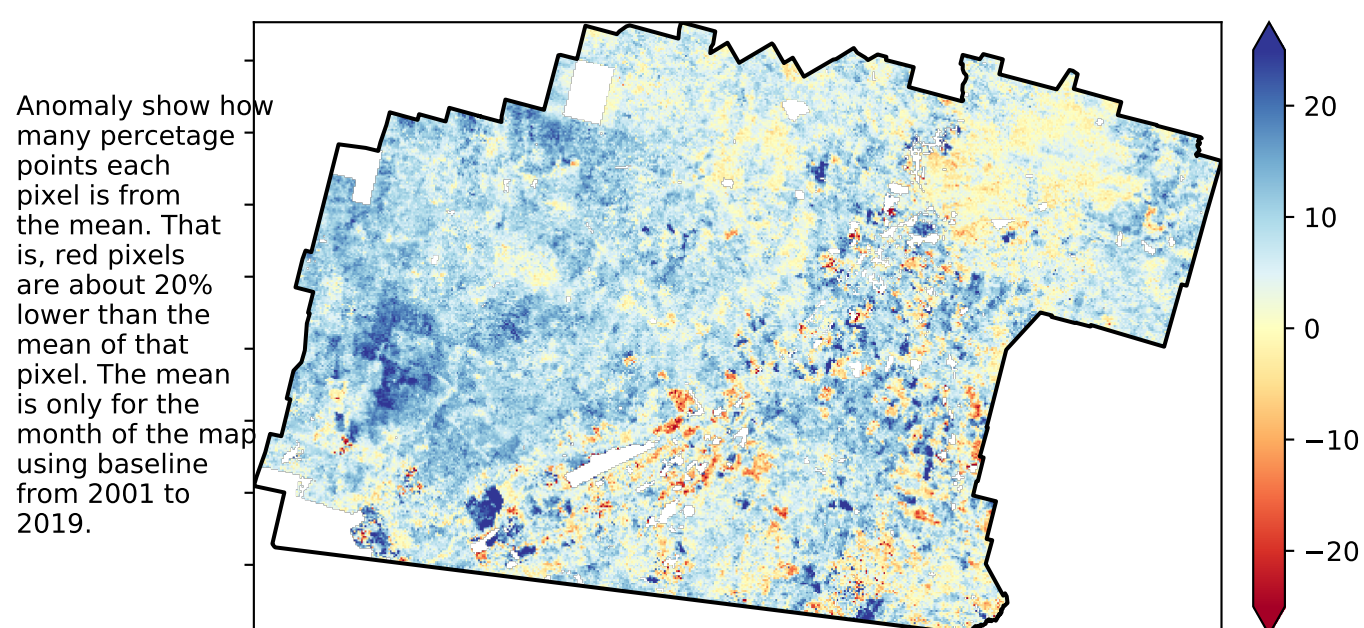 Anomaly show how
many percetage
points each
pixel is from
the mean. That
is, red pixels
are about 20%
lower than the
mean of that
pixel. The mean
is only for the
month of the map
using baseline
from 2001 to
2019.
20
10
0
−10
−20